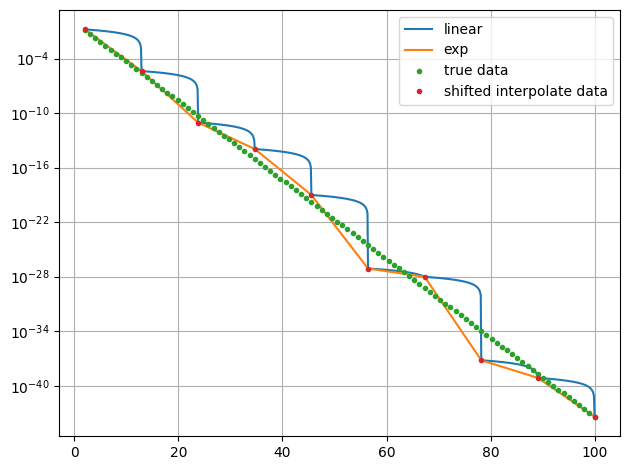 linear
exp
true data
shifted interpolate data
10⁻⁴
10⁻¹⁰
10⁻¹⁶
10⁻²²
10⁻²⁸
10⁻³⁴
10⁻⁴⁰
0 20 40 60 80 100